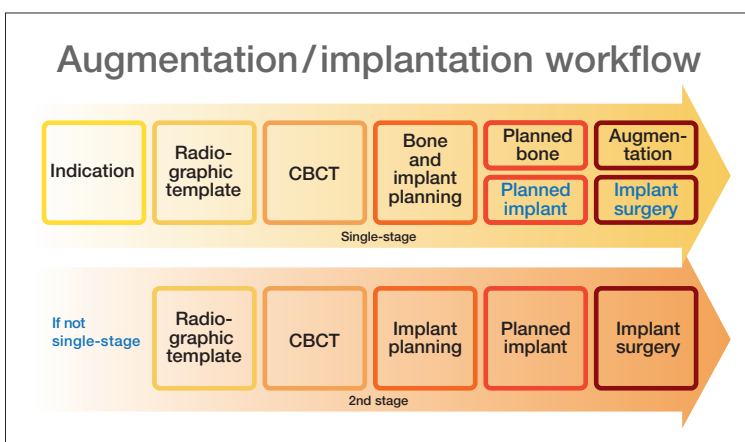 Augmentation/implantation workflow
Indication
Radio-
graphic
template
CBCT
Bone
and
implant
planning
Planned
bone
Planned
implant
Augmen-
tation
Implant
surgery
Single-stage
If not
single-stage
Radio-
graphic
template
CBCT
Implant
planning
Planned
implant
Implant
surgery
2nd stage